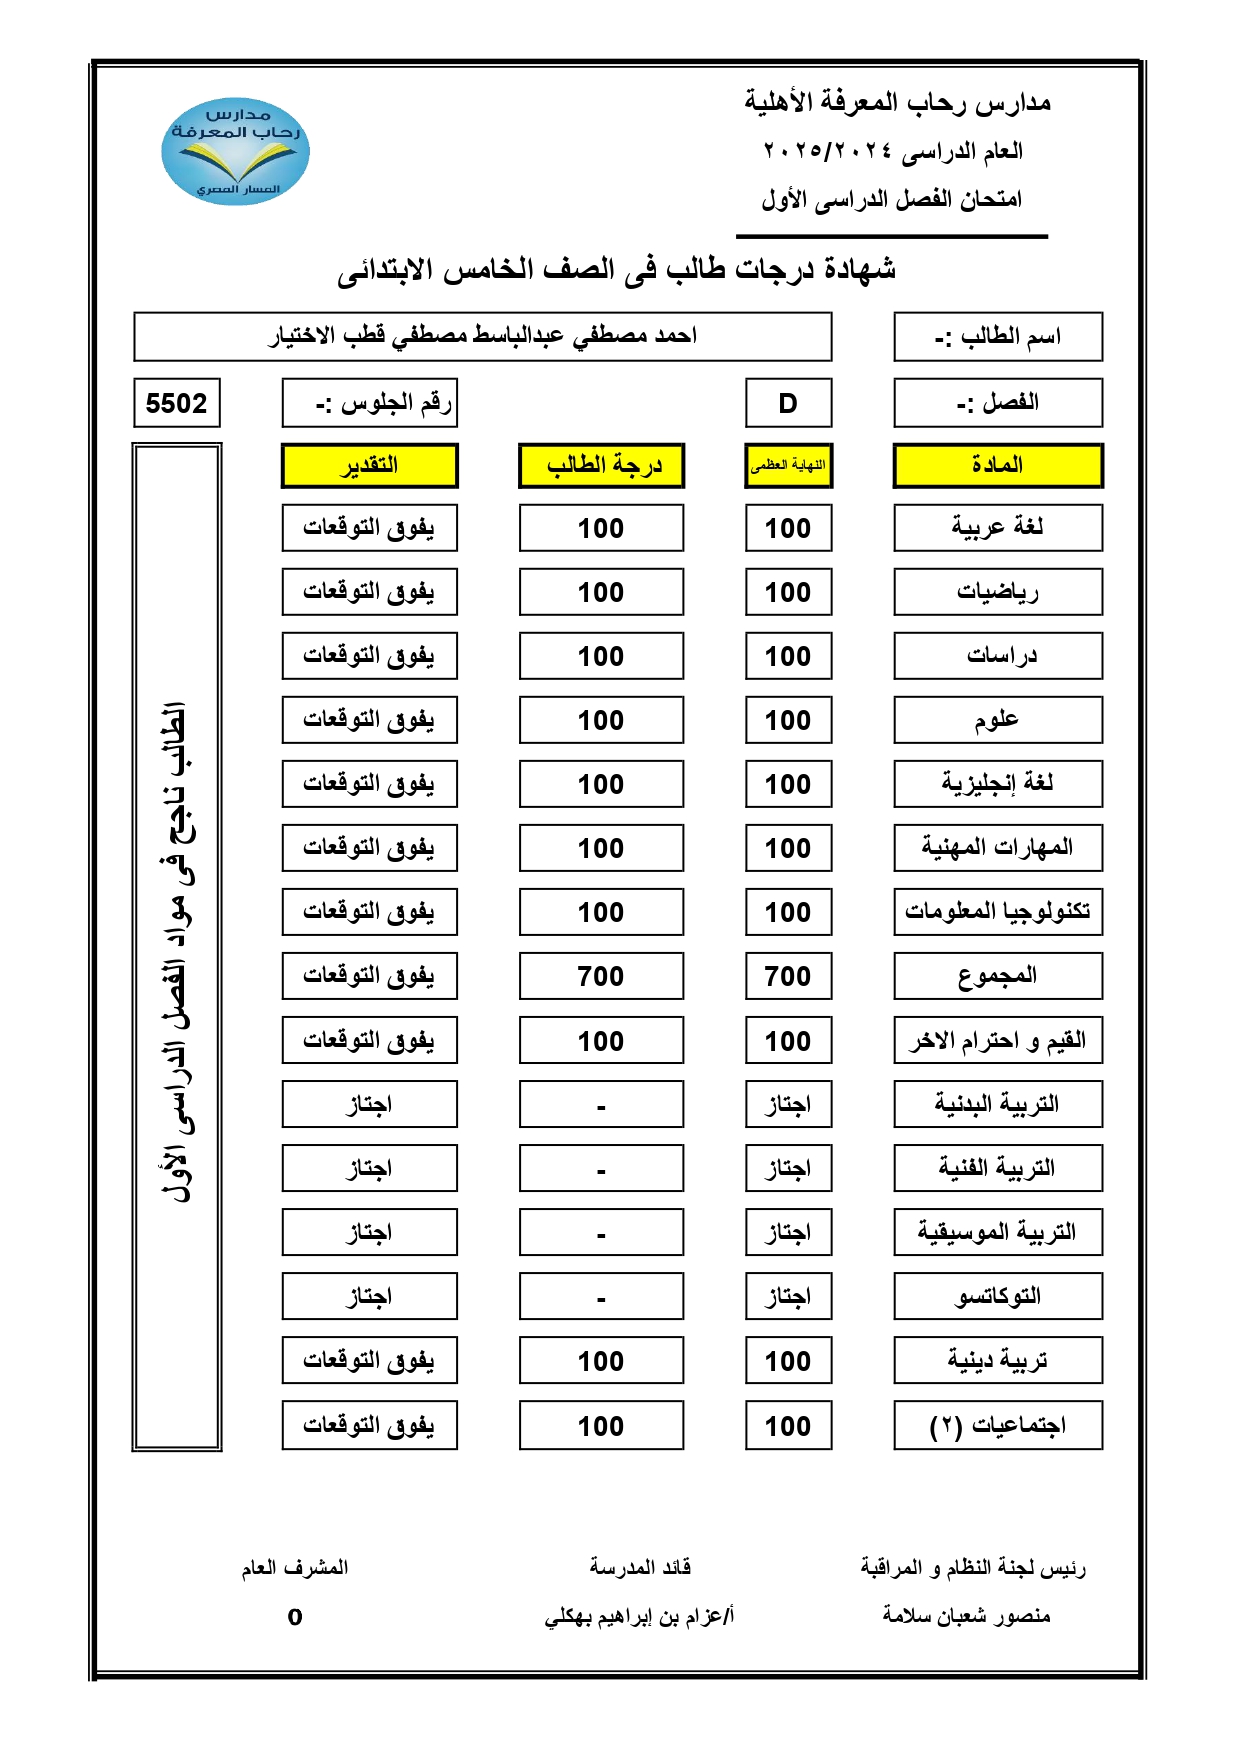 مدارس رحاب المعرفة الأهلية
العام الدراسى ٢٠٢٥/٢٠٢٤
امتحان الفصل الدراسى الأول
مدارس
رحاب المعرفة
المسار المصري
شهادة درجات طالب فى الصف الخامس الابتدائى
اسم الطالب :- احمد مصطفي عبدالباسط مصطفي قطب الاختيار
الفصل :- D رقم الجلوس :- 5502
المادة النهاية العظمى درجة الطالب التقدير
لغة عربية 100 100 يفوق التوقعات
رياضيات 100 100 يفوق التوقعات
دراسات 100 100 يفوق التوقعات
علوم 100 100 يفوق التوقعات
لغة إنجليزية 100 100 يفوق التوقعات
المهارات المهنية 100 100 يفوق التوقعات
تكنولوجيا المعلومات 100 100 يفوق التوقعات
المجموع 700 700 يفوق التوقعات
القيم و احترام الاخر 100 100 يفوق التوقعات
التربية البدنية اجتاز - اجتاز
التربية الفنية اجتاز - اجتاز
التربية الموسيقية اجتاز - اجتاز
التوكاتسو اجتاز - اجتاز
تربية دينية 100 100 يفوق التوقعات
اجتماعيات (٢) 100 100 يفوق التوقعات
الطالب ناجح فى مواد الفصل الدراسى الأول
رئيس لجنة النظام و المراقبة قائد المدرسة المشرف العام
منصور شعبان سلامة أ/عزام بن إبراهيم بهكلي 0